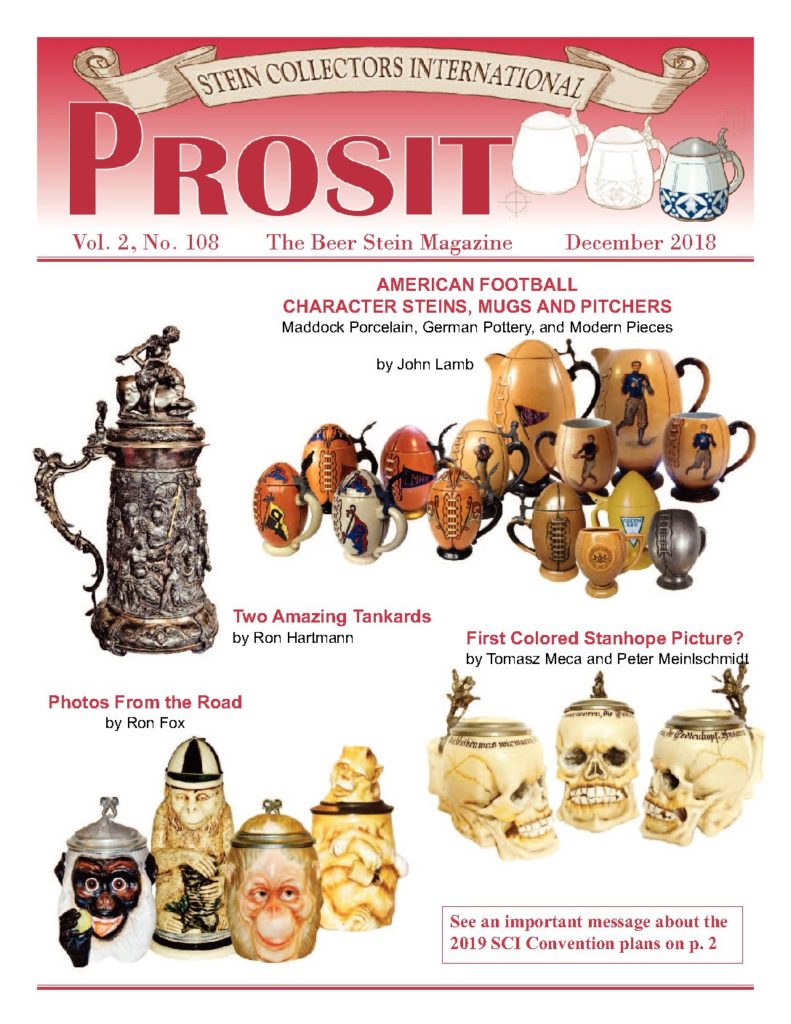 STEIN COLLECTORS INTERNATIONAL
PROSIT
Vol. 2, No. 108 The Beer Stein Magazine December 2018
AMERICAN FOOTBALL
CHARACTER STEINS, MUGS AND PITCHERS
Maddock Porcelain, German Pottery, and Modern Pieces
by John Lamb
Two Amazing Tankards
by Ron Hartmann
First Colored Stanhope Picture?
by Tomasz Meca and Peter Meinlschmidt
Photos From the Road
by Ron Fox
See an important message about the
2019 SCI Convention plans on p. 2